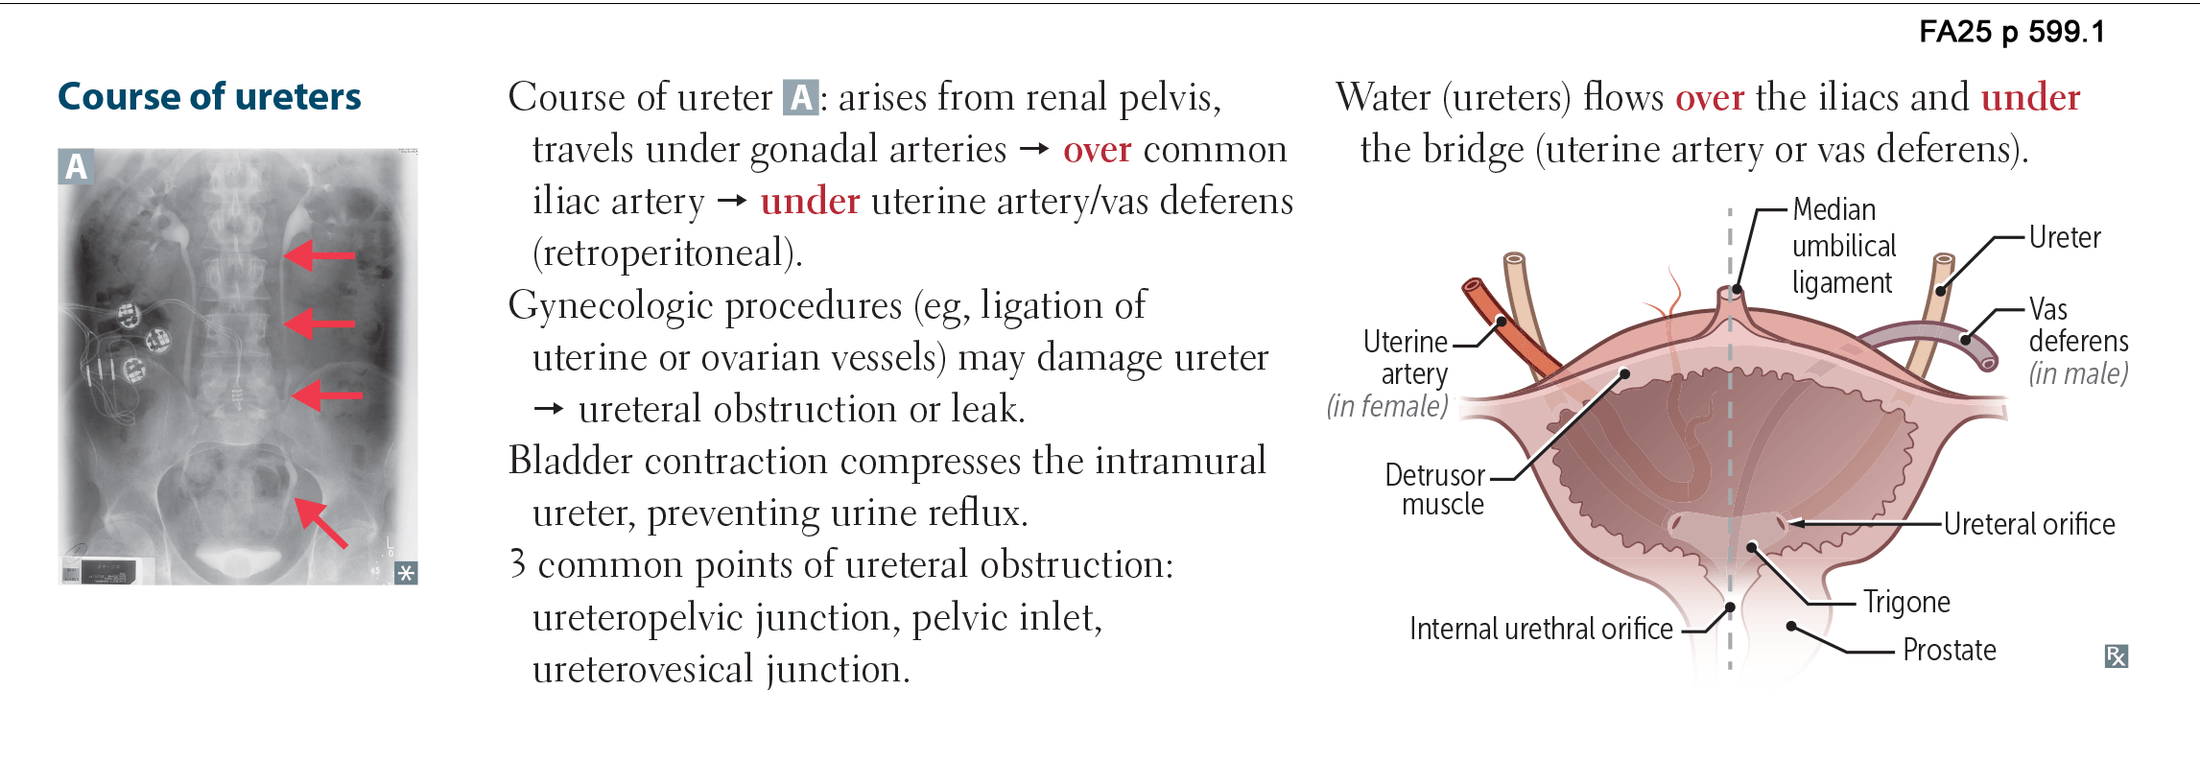 FA25 p 599.1
Course of ureters
A
Course of ureter A: arises from renal pelvis,
travels under gonadal arteries → over common
iliac artery → under uterine artery/vas deferens
(retroperitoneal).
Gynecologic procedures (eg, ligation of
uterine or ovarian vessels) may damage ureter
→ ureteral obstruction or leak.
Bladder contraction compresses the intramural
ureter, preventing urine reflux.
3 common points of ureteral obstruction:
ureteropelvic junction, pelvic inlet,
ureterovesical junction.
Water (ureters) flows over the iliacs and under
the bridge (uterine artery or vas deferens).
Median
umbilical
ligament
Ureter
Vas
deferens
(in male)
Uterine
artery
(in female)
Detrusor
muscle
Ureteral orifice
Trigone
Internal urethral orifice
Prostate
Rx